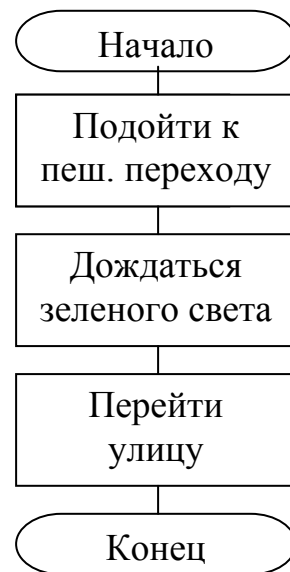 Начало
Подойти к
пеш. переходу
Дождаться
зеленого света
Перейти
улицу
Конец